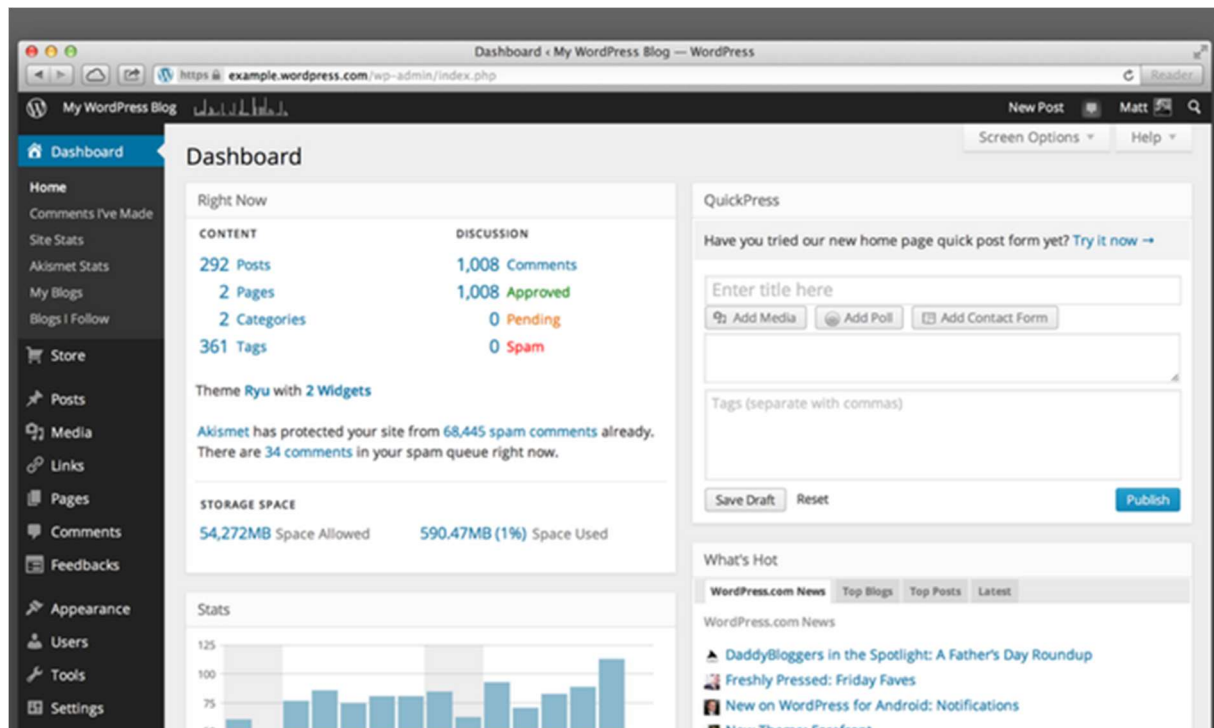 Dashboard ‹ My WordPress Blog — WordPress
https example.wordpress.com/wp-admin/index.php
Reader
My WordPress Blog
New Post
Matt
Screen Options
Help
Dashboard
Home
Comments I've Made
Site Stats
Akismet Stats
My Blogs
Blogs I Follow
Store
Posts
Media
Links
Pages
Comments
Feedbacks
Appearance
Users
Tools
Settings
Dashboard
Right Now
CONTENT
292 Posts
2 Pages
2 Categories
361 Tags
DISCUSSION
1,008 Comments
1,008 Approved
0 Pending
0 Spam
Theme Ryu with 2 Widgets
Akismet has protected your site from 68,445 spam comments already.
There are 34 comments in your spam queue right now.
STORAGE SPACE
54,272MB Space Allowed
590.47MB (1%) Space Used
Stats
125
100
75
QuickPress
Have you tried our new home page quick post form yet? Try it now →
Enter title here
Add Media
Add Poll
Add Contact Form
Tags (separate with commas)
Save Draft
Reset
Publish
What's Hot
WordPress.com News
Top Blogs
Top Posts
Latest
WordPress.com News
DaddyBloggers in the Spotlight: A Father's Day Roundup
Freshly Pressed: Friday Faves
New on WordPress for Android: Notifications